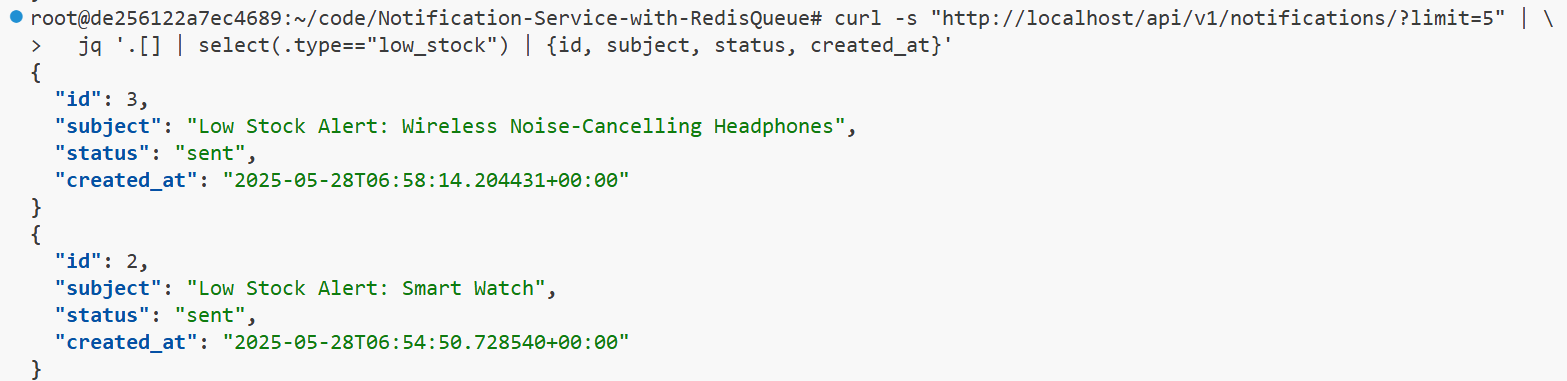 root@de256122a7ec4689:~/code/Notification-Service-with-RedisQueue# curl -s "http://localhost/api/v1/notifications/?limit=5" | \
>   jq '.[] | select(.type=="low_stock") | {id, subject, status, created_at}'
{
  "id": 3,
  "subject": "Low Stock Alert: Wireless Noise-Cancelling Headphones",
  "status": "sent",
  "created_at": "2025-05-28T06:58:14.204431+00:00"
}
{
  "id": 2,
  "subject": "Low Stock Alert: Smart Watch",
  "status": "sent",
  "created_at": "2025-05-28T06:54:50.728540+00:00"
}